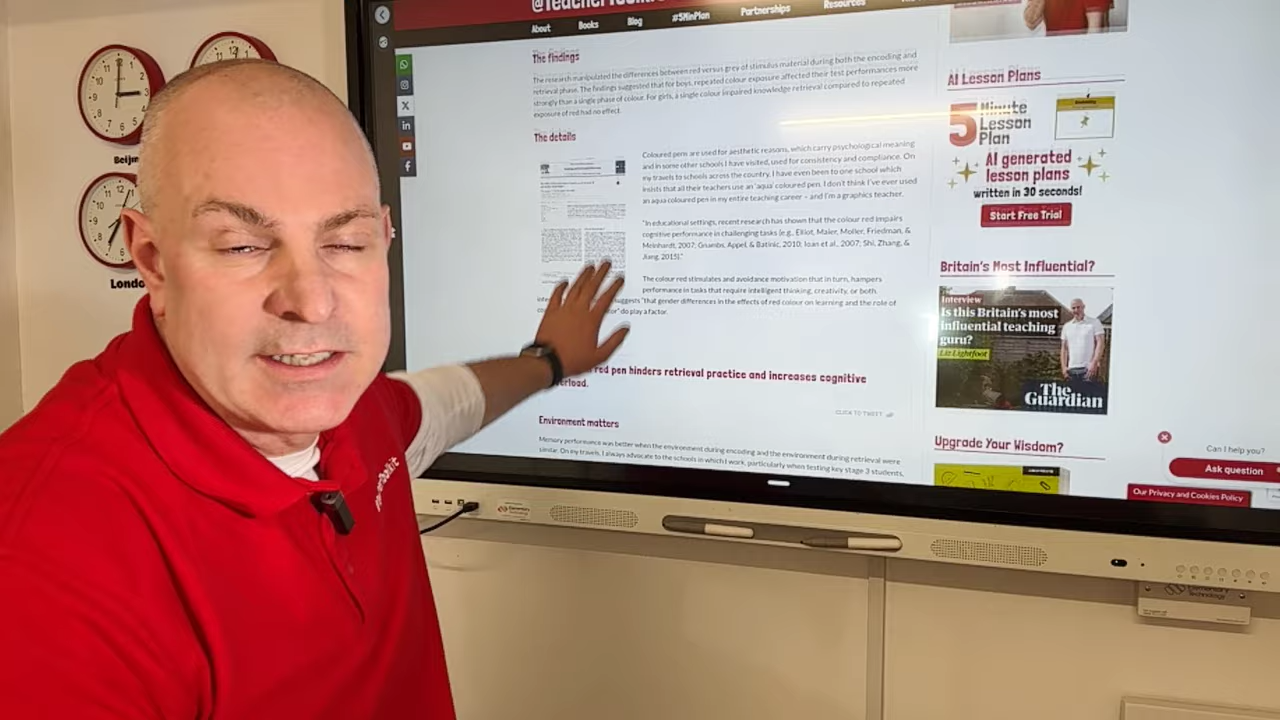 @TeacherToolkit
About Books Blog #5MinPlan Partnerships Resources
The findings
The research manipulated the differences between red versus grey of stimulus material during both the encoding and
retrieval phase. The findings suggested that for boys, repeated colour exposure affected their test performances more
strongly than a single phase of colour. For girls, a single colour impaired knowledge retrieval compared to repeated
exposure of red had no effect.
The details
Coloured pens are used for aesthetic reasons, which carry psychological meaning
and in some other schools I have visited, used for consistency and compliance. On
my travels to schools across the country, I have even been to one school which
insists that all their teachers use an 'aqua' coloured pen. I don't think I've ever used
an aqua coloured pen in my entire teaching career – and I'm a graphics teacher.
"In educational settings, recent research has shown that the colour red impairs
cognitive performance in challenging tasks (e.g., Elliot, Maier, Moller, Friedman, &
Meinhardt, 2007; Gnambs, Appel, & Batinic, 2010; Ioan et al., 2007; Shi, Zhang, &
Jiang, 2015)."
The colour red stimulates and avoidance motivation that in turn, hampers
performance in tasks that require intelligent thinking, creativity, or both.
suggests "that gender differences in the effects of red colour on learning and the role of
do play a factor.
red pen hinders retrieval practice and increases cognitive
CLICK TO TWEET
Environment matters
Memory performance was better when the environment during encoding and the environment during retrieval were
similar. On my travels, I always advocate to the schools in which I work, particularly when testing key stage 3 students,
AI Lesson Plans
5 Minute
Lesson
Plan
AI generated
lesson plans
written in 30 seconds!
Start Free Trial
Britain's Most Influential?
Interview
Is this Britain's most
influential teaching
guru?
Liz Lightfoot
The
Guardian
Upgrade Your Wisdom?
Can I help you?
Ask question
Our Privacy and Cookies Policy